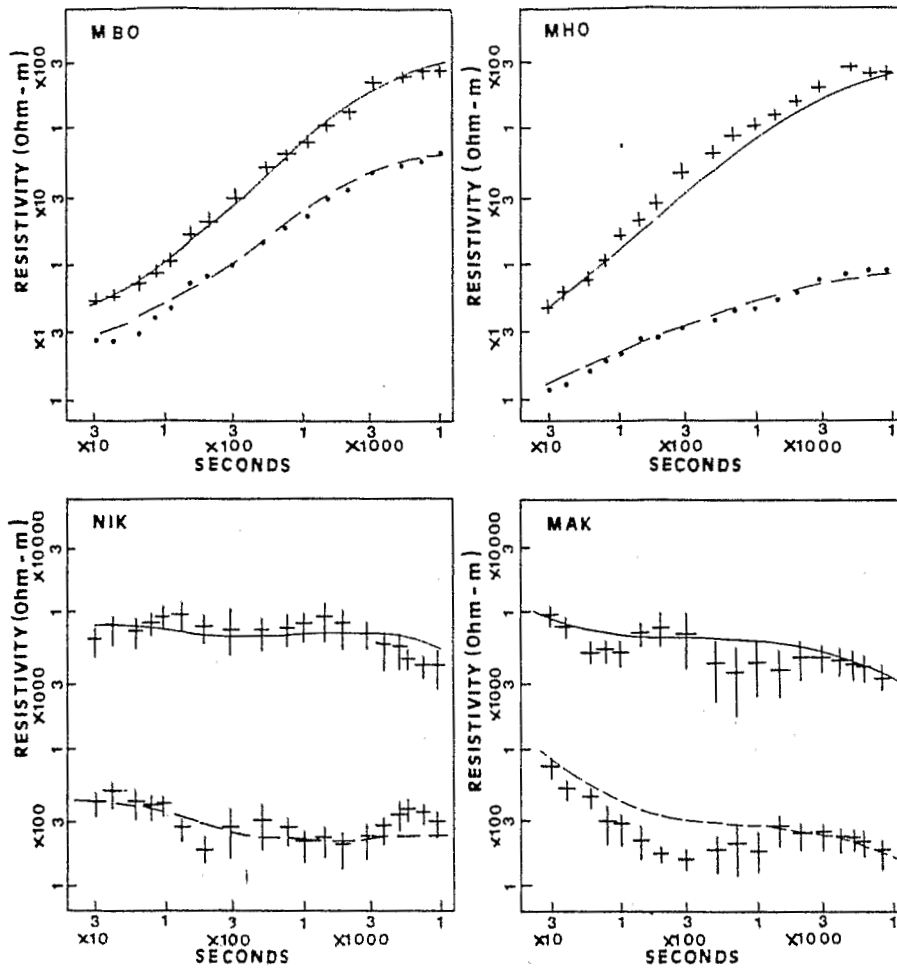 MBO
RESISTIVITY (Ohm-m)
3
x100
1
3
x10
1
3
x1
1
3 1 3 1 3 1
x10 x100 x1000
SECONDS
MHO
RESISTIVITY (Ohm-m)
3
x100
1
3
x10
1
3
x1
1
3 1 3 1 3 1
x10 x100 x1000
SECONDS
NIK
RESISTIVITY (Ohm-m)
3
x10000
1
3
x1000
1
3
x100
1
3 1 3 1 3 1
x10 x100 x1000
SECONDS
MAK
RESISTIVITY (Ohm-m)
3
x10000
1
3
x1000
1
3
x100
1
3 1 3 1 3 1
x10 x100 x1000
SECONDS